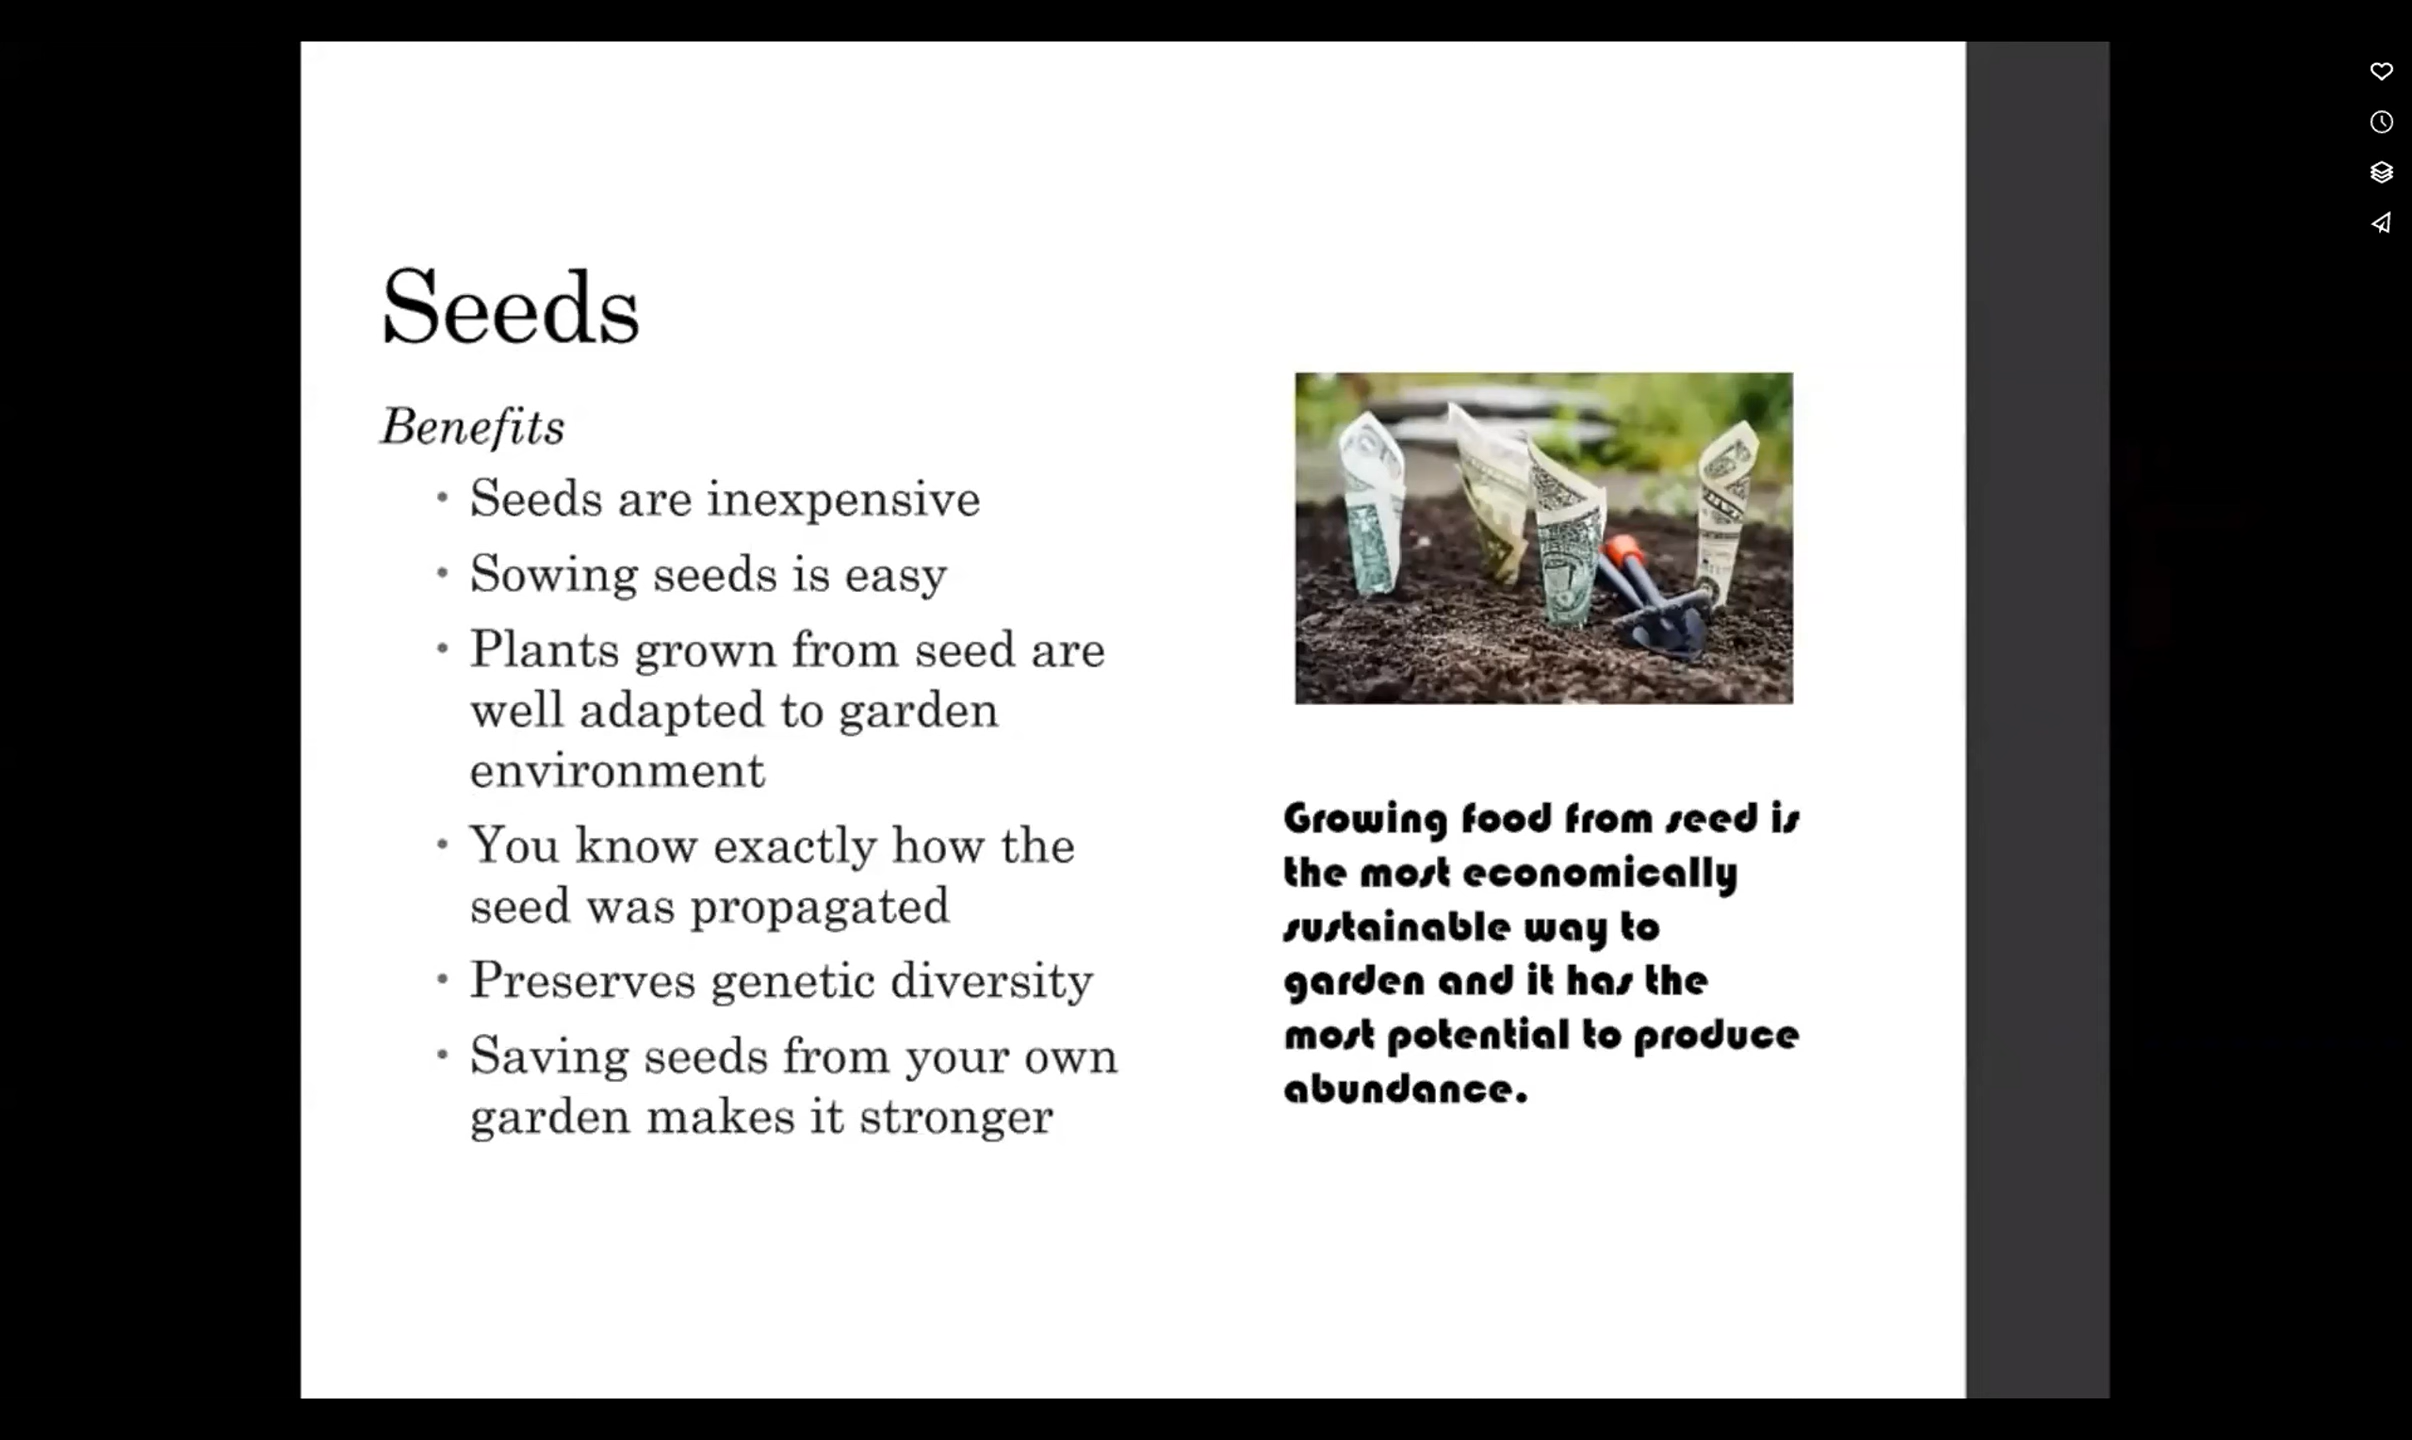 Seeds
Benefits
• Seeds are inexpensive
• Sowing seeds is easy
• Plants grown from seed are
well adapted to garden
environment
• You know exactly how the
seed was propagated
• Preserves genetic diversity
• Saving seeds from your own
garden makes it stronger
Growing food from seed is
the most economically
sustainable way to
garden and it has the
most potential to produce
abundance.